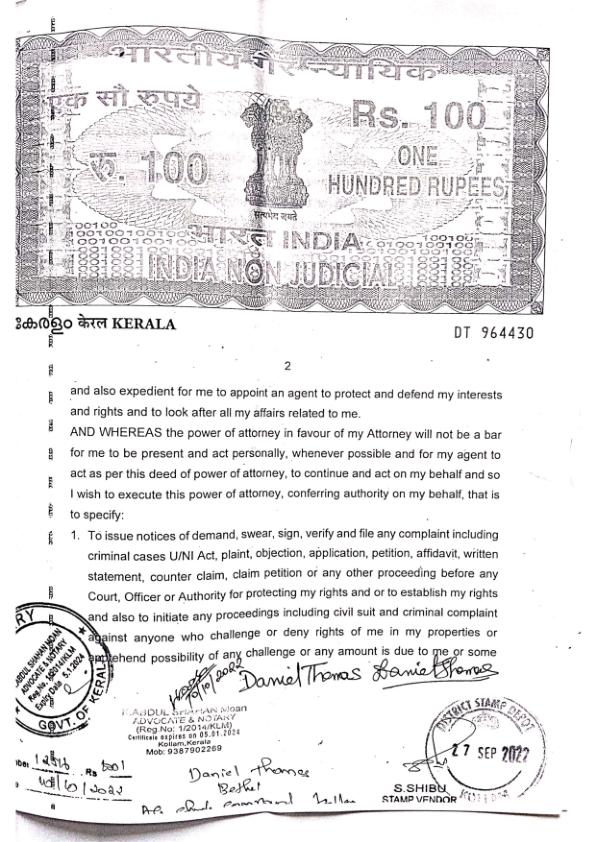 भारतीय गैर न्यायिक
एक सौ रुपये
Rs. 100
रु. 100
ONE
HUNDRED RUPEES
सत्यमेव जयते
भारत INDIA
INDIA NON JUDICIAL
കേരളം केरल KERALA
DT 964430
2
and also expedient for me to appoint an agent to protect and defend my interests
and rights and to look after all my affairs related to me.
AND WHEREAS the power of attorney in favour of my Attorney will not be a bar
for me to be present and act personally, whenever possible and for my agent to
act as per this deed of power of attorney, to continue and act on my behalf and so
I wish to execute this power of attorney, conferring authority on my behalf, that is
to specify:
1. To issue notices of demand, swear, sign, verify and file any complaint including
criminal cases U/NI Act, plaint, objection, application, petition, affidavit, written
statement, counter claim, claim petition or any other proceeding before any
Court, Officer or Authority for protecting my rights or to establish my rights
and also to initiate any proceedings including civil suit and criminal complaint
against anyone who challenge or deny rights of me in my properties or
apprehend possibility of any challenge or any amount is due to me or some
ABDUL SHAHAN MOAN
ADVOCATE & NOTARY
Reg. No. 1/2014/KLM
Expiry Date 5.1.2024
GOVT. OF KERALA
10/10/2022
Daniel Thomas Daniel Thomas
ABDUL SHAHAN Moan
ADVOCATE & NOTARY
(Reg.No: 1/2014/KLM)
Certificate expires on 05.01.2024
Kollam,Kerala
Mob: 9387902269
DISTRICT STAMP DEPOT
27 SEP 2022
Rs
Daniel Thomas
Bethel
S.SHIBU
STAMP VENDOR